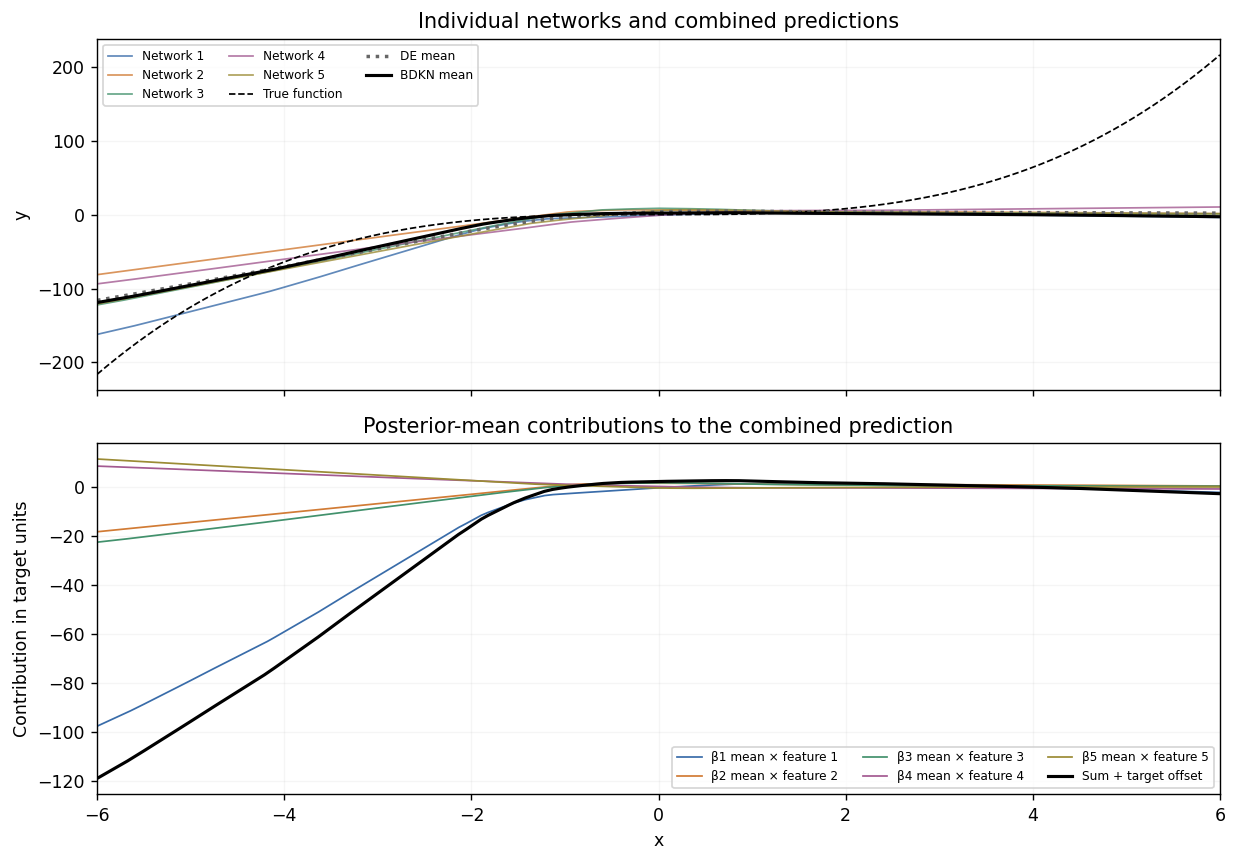 Individual networks and combined predictions
Network 1
Network 2
Network 3
Network 4
Network 5
True function
DE mean
BDKN mean
200
100
0
−100
−200
y
Posterior-mean contributions to the combined prediction
0
−20
−40
−60
−80
−100
−120
Contribution in target units
β1 mean × feature 1
β2 mean × feature 2
β3 mean × feature 3
β4 mean × feature 4
β5 mean × feature 5
Sum + target offset
−6
−4
−2
0
2
4
6
x